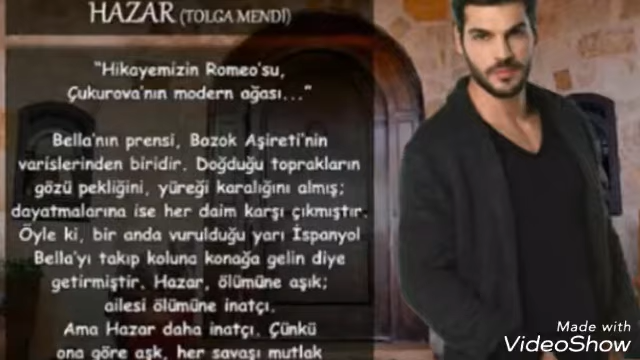 HAZAR (TOLGA MENDİ)
"Hikayemizin Romeo'su,
Çukurova'nın modern ağası..."
Bella'nın prensi, Bozok Aşireti'nin
varislerinden biridir. Doğduğu toprakların
gözü pekliğini, yüreği karalığını almış;
dayatmalarına ise her daim karşı çıkmıştır.
Öyle ki, bir anda vurulduğu yarı İspanyol
Bella'yı takıp koluna konağa gelin diye
getirmiştir. Hazar, ölümüne aşık;
ailesi ölümüne inatçı.
Ama Hazar daha inatçı. Çünkü
ona göre aşk, her savaşı mutlak
Made with
VideoShow